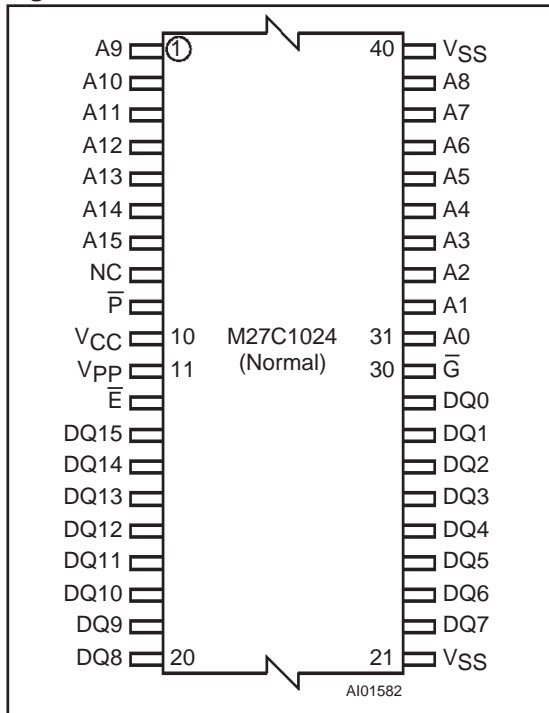 A9 1 40 VSS
A10 A8
A11 A7
A12 A6
A13 A5
A14 A4
A15 A3
NC A2
P̅ A1
VCC 10 M27C1024 31 A0
VPP 11 (Normal) 30 G̅
E̅ DQ0
DQ15 DQ1
DQ14 DQ2
DQ13 DQ3
DQ12 DQ4
DQ11 DQ5
DQ10 DQ6
DQ9 DQ7
DQ8 20 21 VSS
AI01582